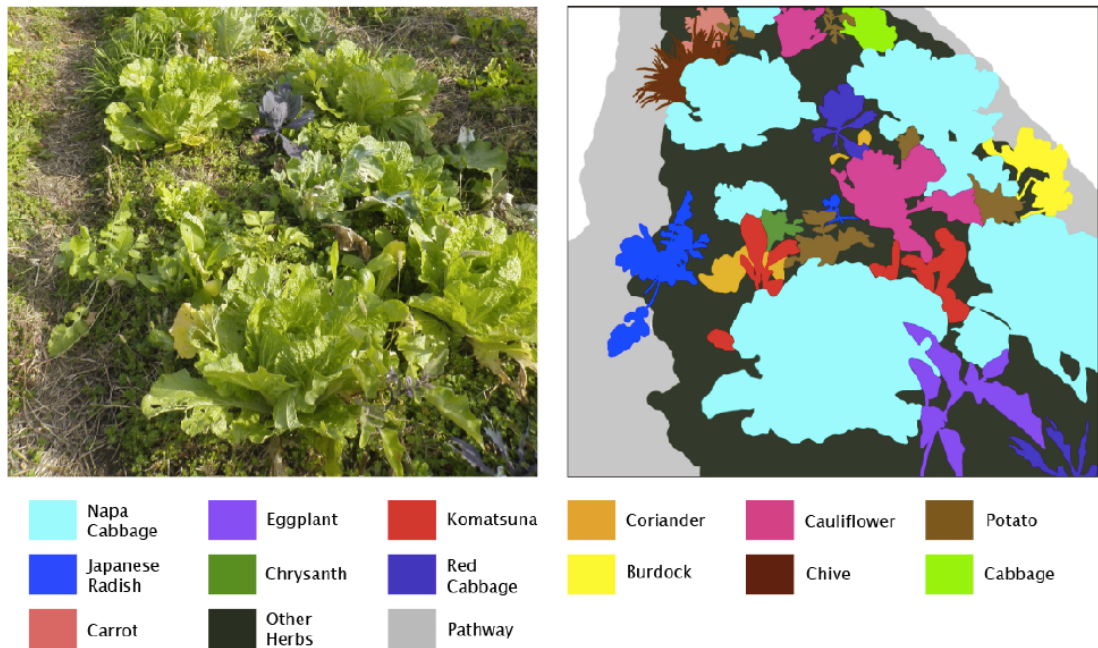 Napa
Cabbage
Eggplant
Komatsuna
Coriander
Cauliflower
Potato
Japanese
Radish
Chrysanth
Red
Cabbage
Burdock
Chive
Cabbage
Carrot
Other
Herbs
Pathway